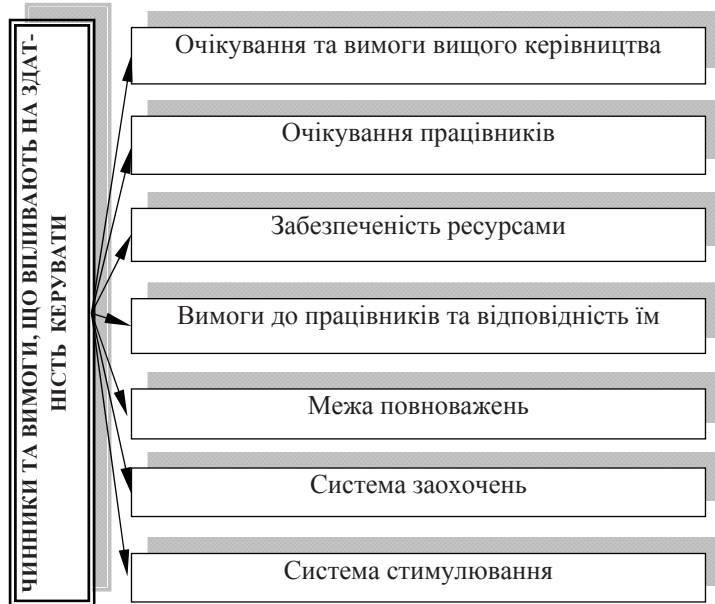 ЧИННИКИ ТА ВИМОГИ, ЩО ВПЛИВАЮТЬ НА ЗДАТ-
НІСТЬ КЕРУВАТИ
Очікування та вимоги вищого керівництва
Очікування працівників
Забезпеченість ресурсами
Вимоги до працівників та відповідність їм
Межа повноважень
Система заохочень
Система стимулювання